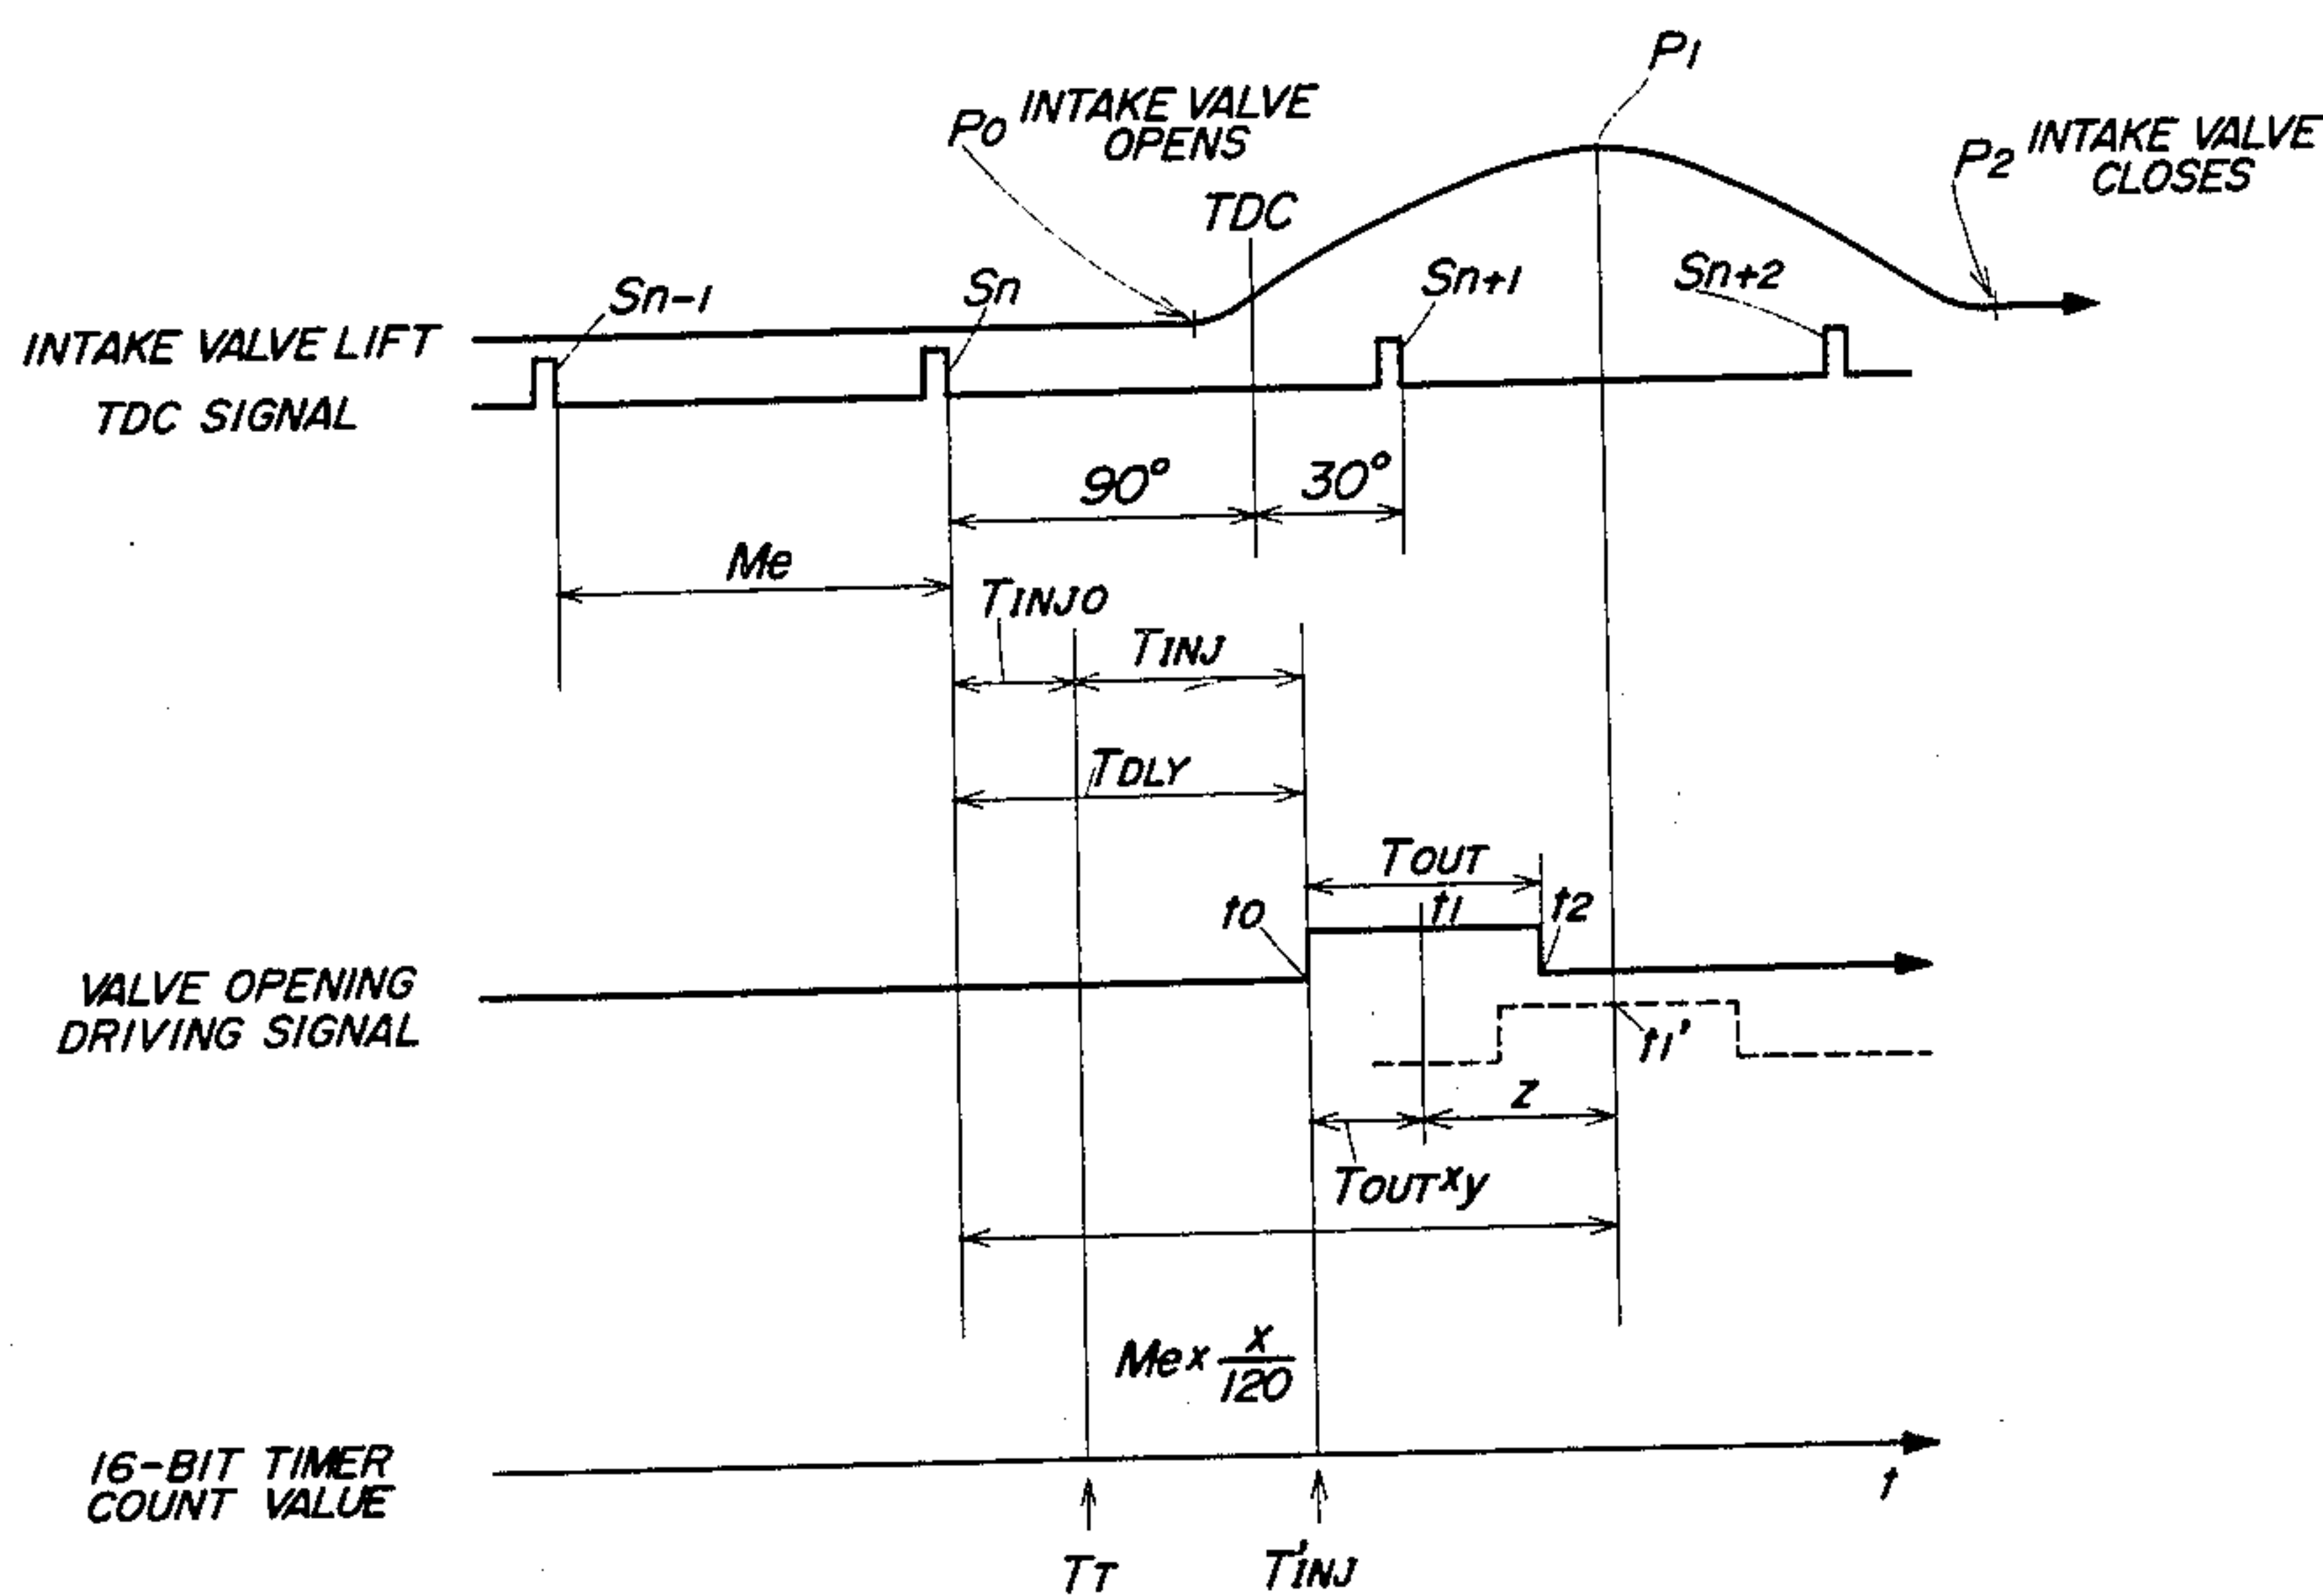 P1
P0 INTAKE VALVE
OPENS
P2 INTAKE VALVE
CLOSES
TDC
Sn-1
Sn
Sn+1
Sn+2
INTAKE VALVE LIFT
TDC SIGNAL
90°
30°
Me
TINJO
TINJ
TDLY
TOUT
t0
t1
t2
VALVE OPENING
DRIVING SIGNAL
t1'
z
TOUT×y
Me×x/120
16-BIT TIMER
COUNT VALUE
t
TT
T'INJ